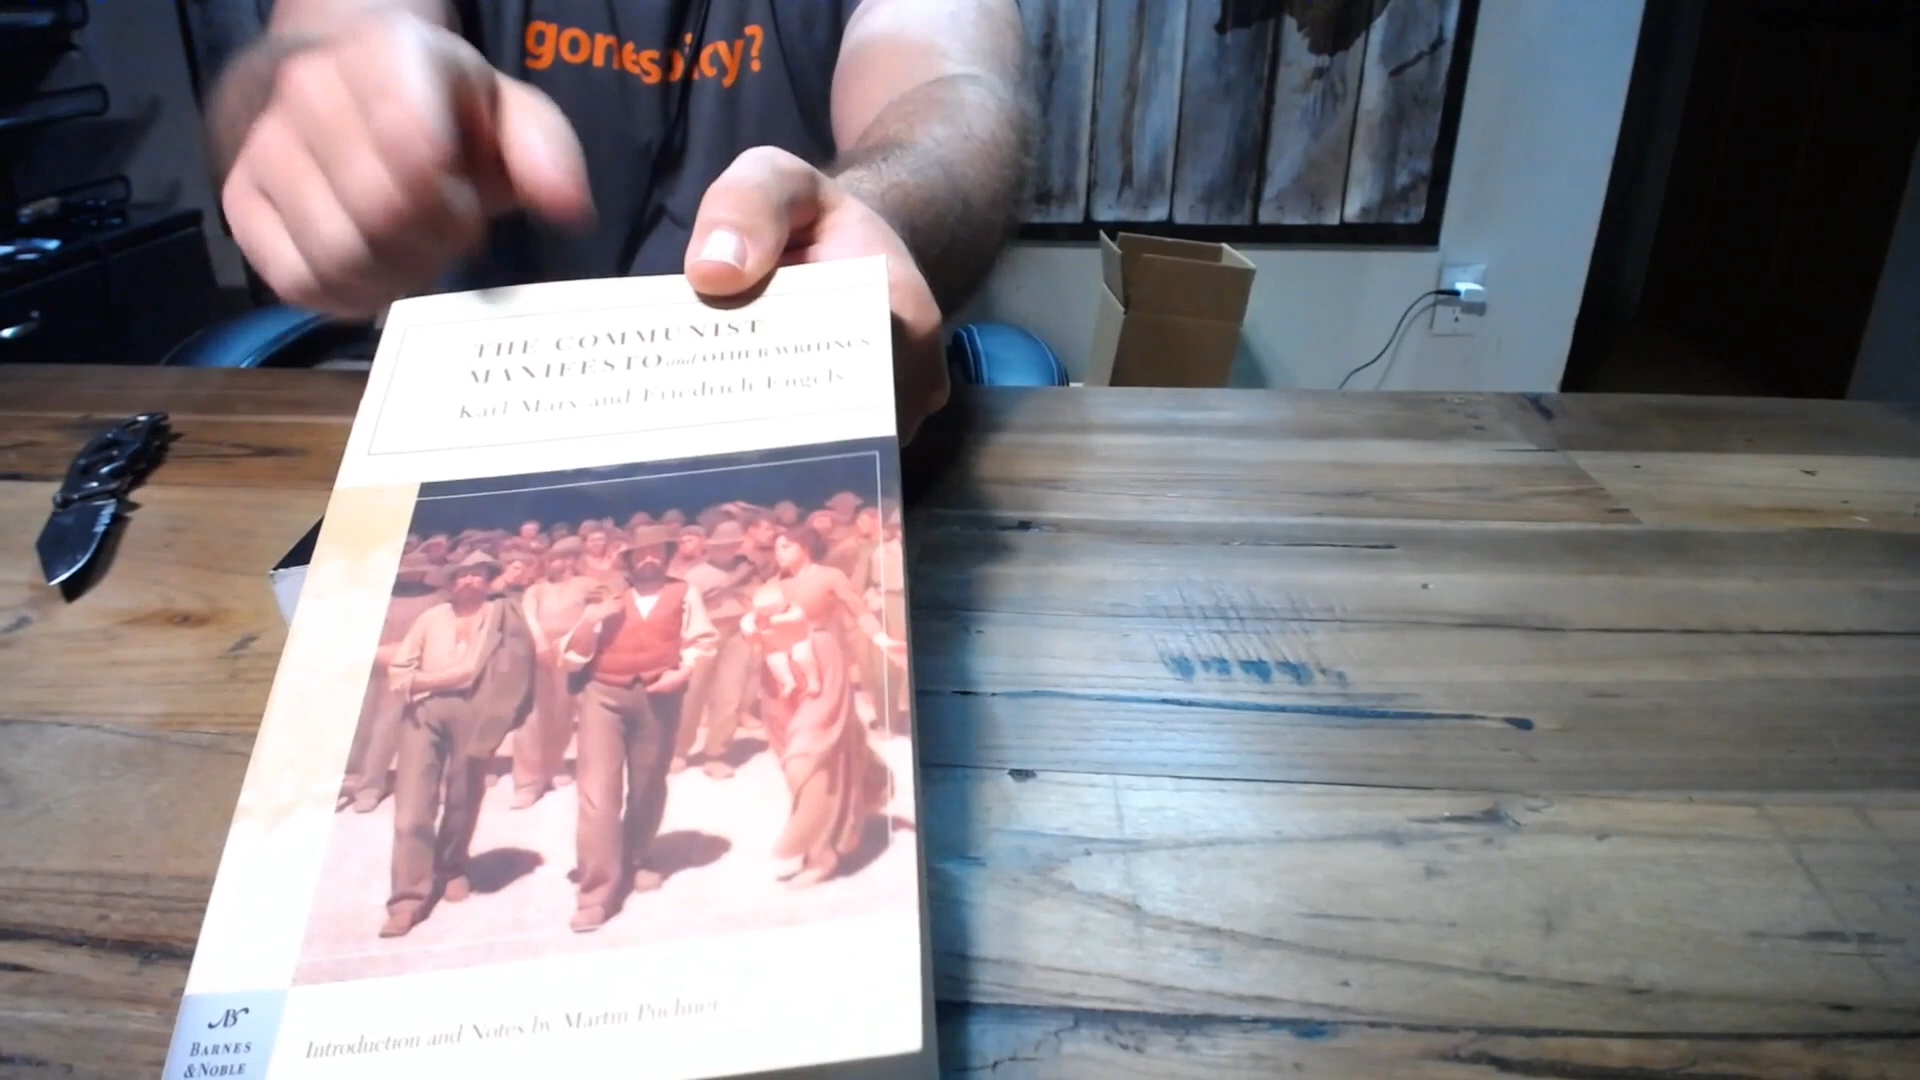 gonespicy?
THE COMMUNIST
MANIFESTO and OTHER WRITINGS
Karl Marx and Friedrich Engels
Introduction and Notes by Martin Puchner
BARNES
&NOBLE